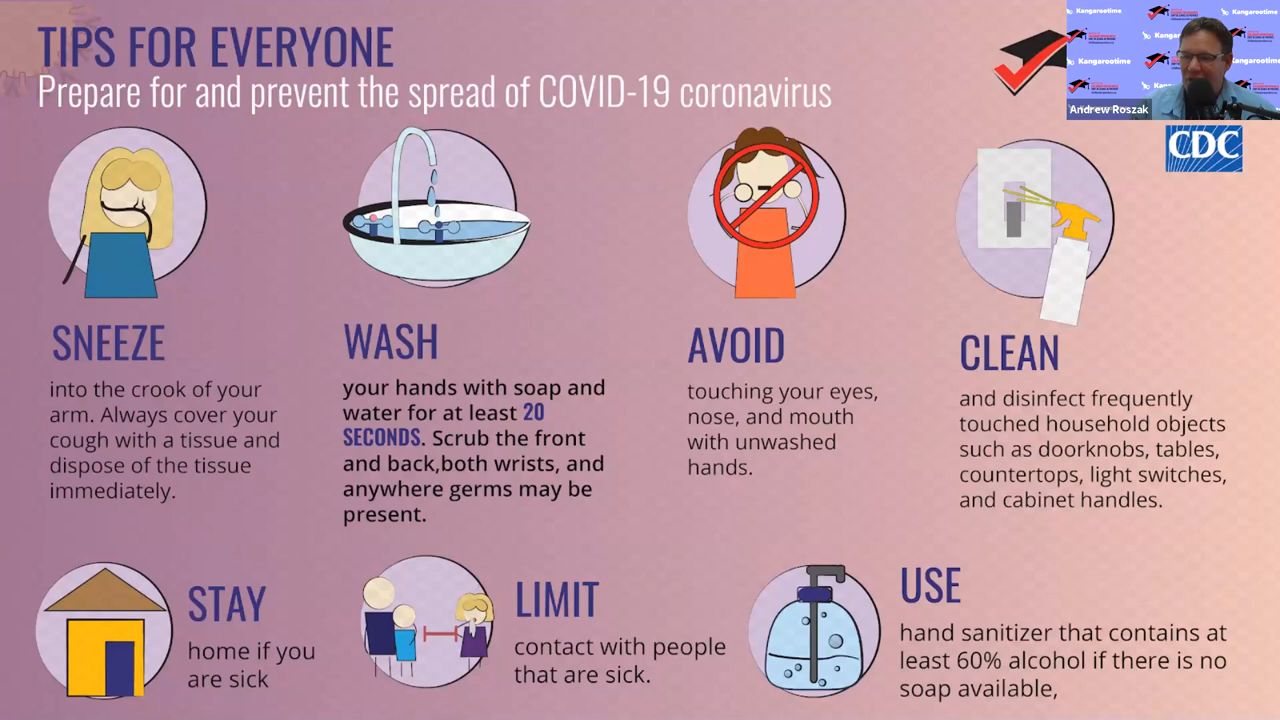 TIPS FOR EVERYONE
Prepare for and prevent the spread of COVID-19 coronavirus
Kangarootime
Kangarootime
Andrew Roszak
CDC
SNEEZE
into the crook of your
arm. Always cover your
cough with a tissue and
dispose of the tissue
immediately.
WASH
your hands with soap and
water for at least 20
SECONDS. Scrub the front
and back,both wrists, and
anywhere germs may be
present.
AVOID
touching your eyes,
nose, and mouth
with unwashed
hands.
CLEAN
and disinfect frequently
touched household objects
such as doorknobs, tables,
countertops, light switches,
and cabinet handles.
STAY
home if you
are sick
LIMIT
contact with people
that are sick.
USE
hand sanitizer that contains at
least 60% alcohol if there is no
soap available,